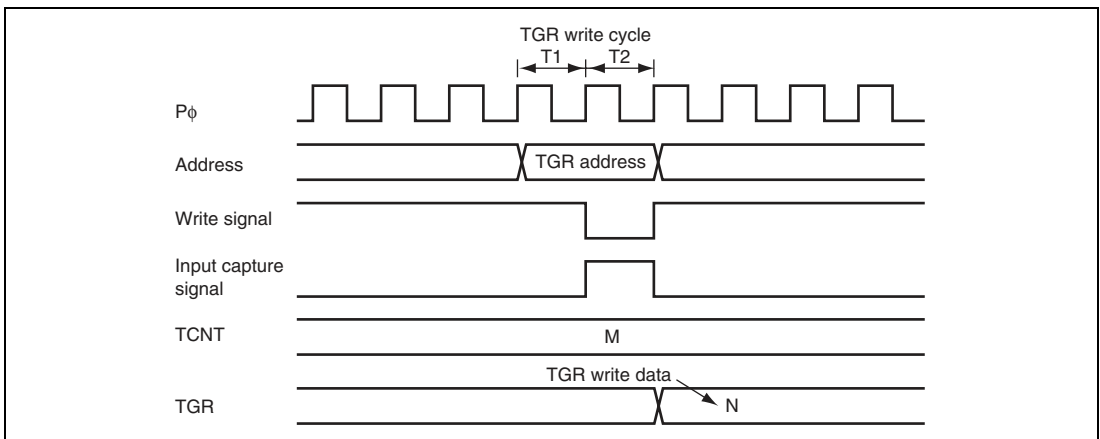 TGR write cycle
T1 T2
Pϕ
Address
TGR address
Write signal
Input capture
signal
TCNT
M
TGR write data
TGR
N